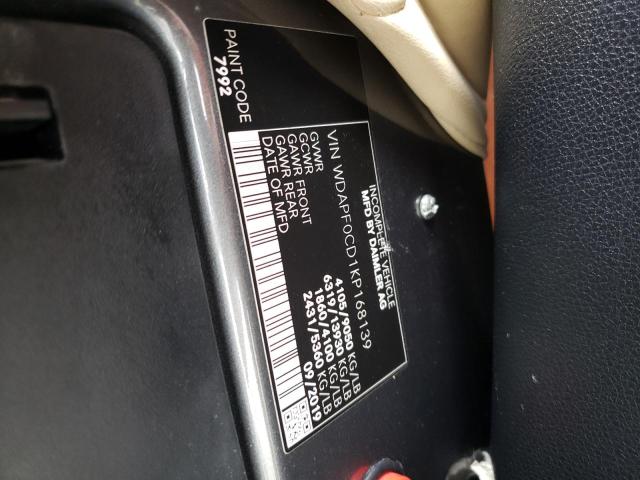 INCOMPLETE VEHICLE
MFD BY DAIMLER AG
VIN WDAPF0CD1KP168139
GVWR 4105/9050 KG/LB
GCWR 6319/13930 KG/LB
GAWR FRONT 1860/4100 KG/LB
GAWR REAR 2431/5360 KG/LB
DATE OF MFD 09/2019
PAINT CODE
7992